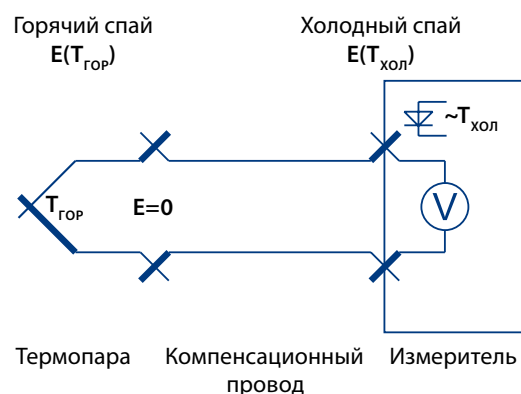 Горячий спай
E(TГОР)
Холодный спай
E(TХОЛ)
~TХОЛ
TГОР
E=0
V
Термопара
Компенсационный
провод
Измеритель